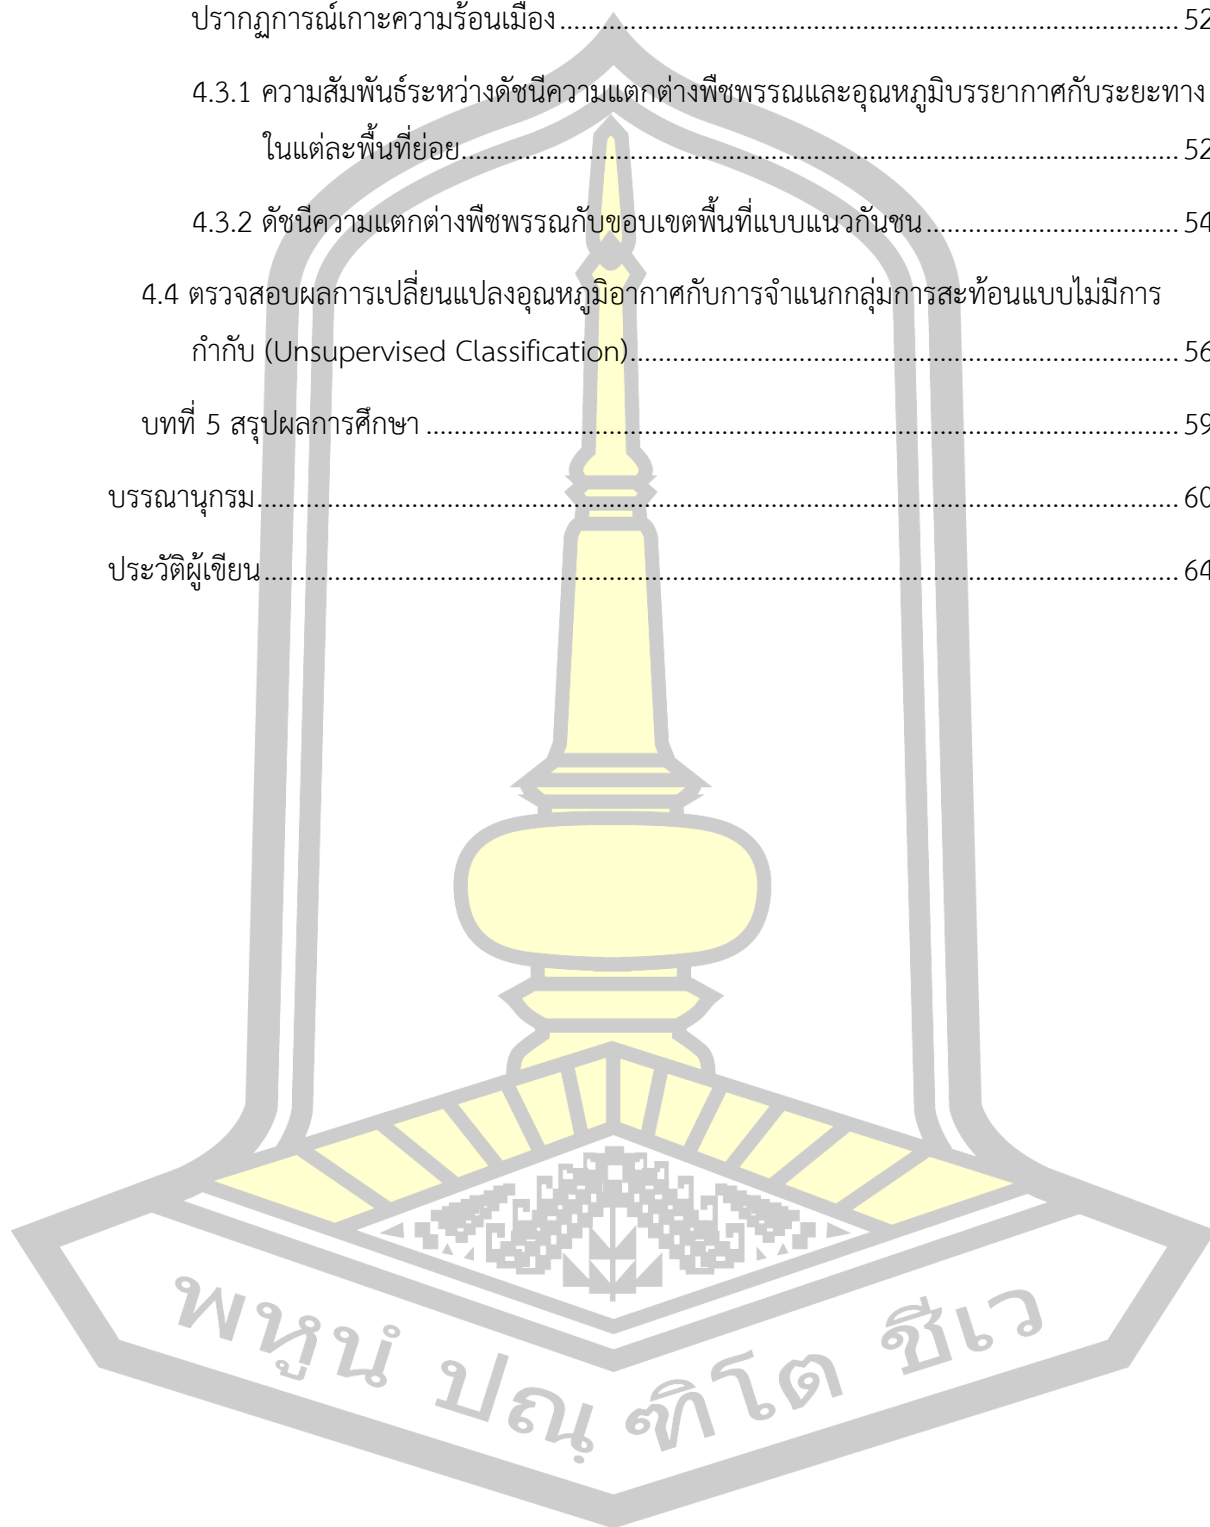 ปรากฏการณ์เกาะความร้อนเมือง ........................................................................................ 52
4.3.1 ความสัมพันธ์ระหว่างดัชนีความแตกต่างพืชพรรณและอุณหภูมิบรรยากาศกับระยะทาง
ในแต่ละพื้นที่ย่อย........................................................................................ 52
4.3.2 ดัชนีความแตกต่างพืชพรรณกับขอบเขตพื้นที่แบบแนวกันชน .................................... 54
4.4 ตรวจสอบผลการเปลี่ยนแปลงอุณหภูมิอากาศกับการจำแนกกลุ่มการสะท้อนแบบไม่มีการ
กำกับ (Unsupervised Classification)............................................................................ 56
บทที่ 5 สรุปผลการศึกษา ........................................................................................ 59
บรรณานุกรม........................................................................................ 60
ประวัติผู้เขียน........................................................................................ 64
พหูนํ ปณฺฑิโต ชีเว